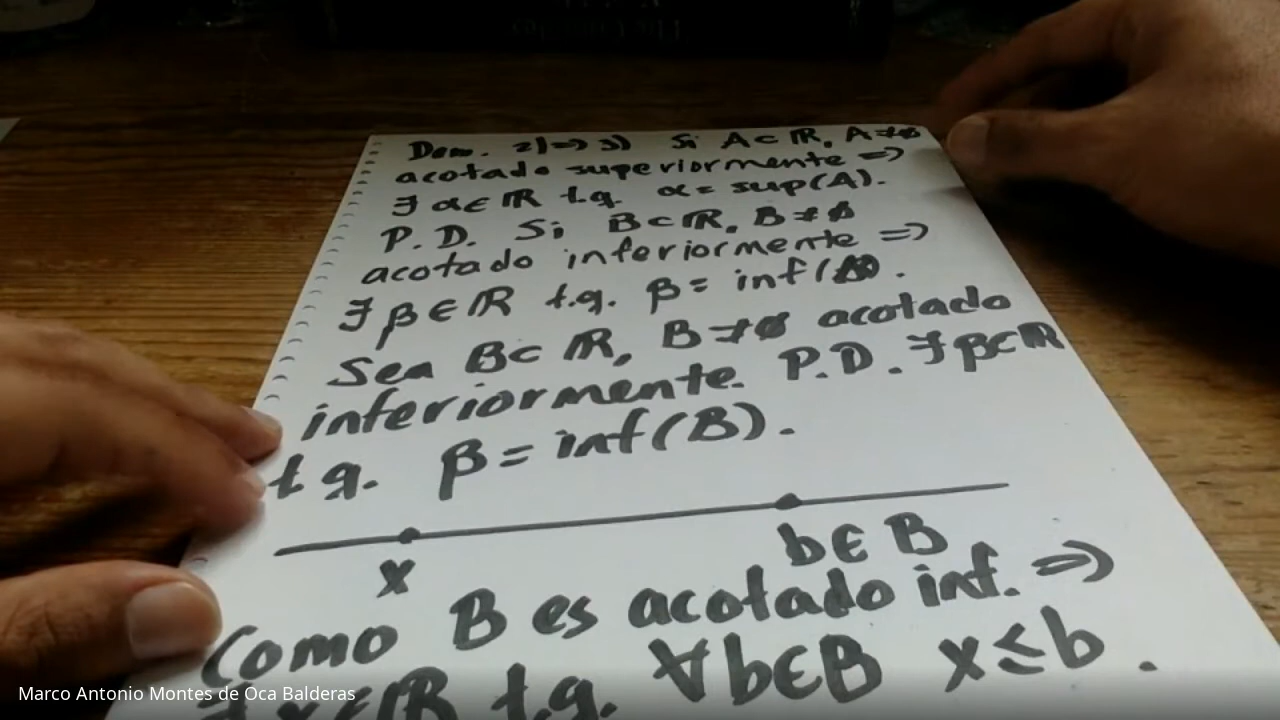 Dem. 2) => 3) Si A ⊂ ℝ, A ≠ ∅
acotado superiormente =>
∃ α ∈ ℝ t.q. α = sup(A).
P.D. Si B ⊂ ℝ, B ≠ ∅
acotado inferiormente =>
∃ β ∈ ℝ t.q. β = inf(
Sea B ⊂ ℝ, B ≠ ∅ acotado
inferiormente. P.D. ∃ β ⊂ ℝ
t.q. β = inf(B).
x
b ∈ B
Como B es acotado inf. =>
∃ x ∈ ℝ t.q. ∀ b ∈ B x ≤ b.
Marco Antonio Montes de Oca Balderas